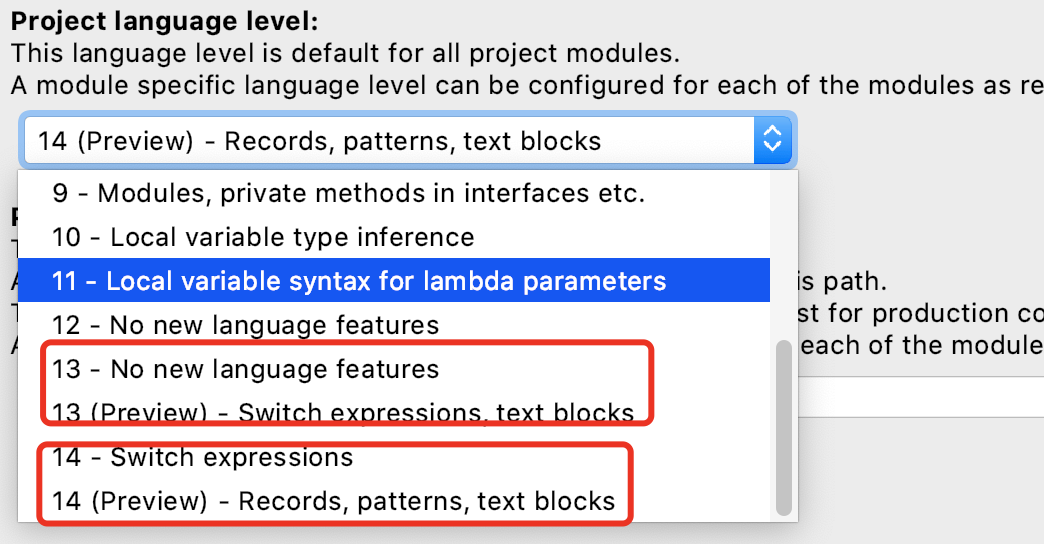 Project language level:
This language level is default for all project modules.
A module specific language level can be configured for each of the modules as re
14 (Preview) - Records, patterns, text blocks
9 - Modules, private methods in interfaces etc.
10 - Local variable type inference
11 - Local variable syntax for lambda parameters
is path.
12 - No new language features
st for production co
13 - No new language features
each of the module
13 (Preview) - Switch expressions, text blocks
14 - Switch expressions
14 (Preview) - Records, patterns, text blocks